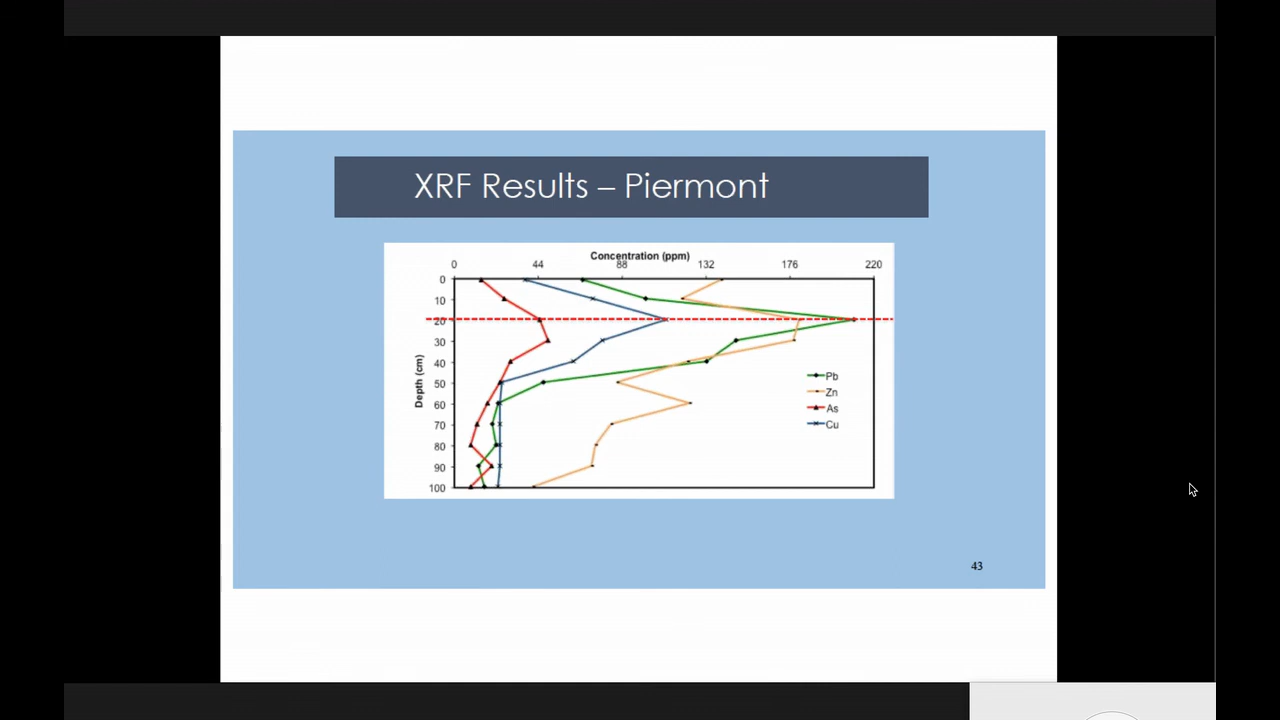 XRF Results – Piermont
Concentration (ppm)
0 44 88 132 176 220
0
10
20
30
40
50
60
70
80
90
100
Depth (cm)
Pb
Zn
As
Cu
43